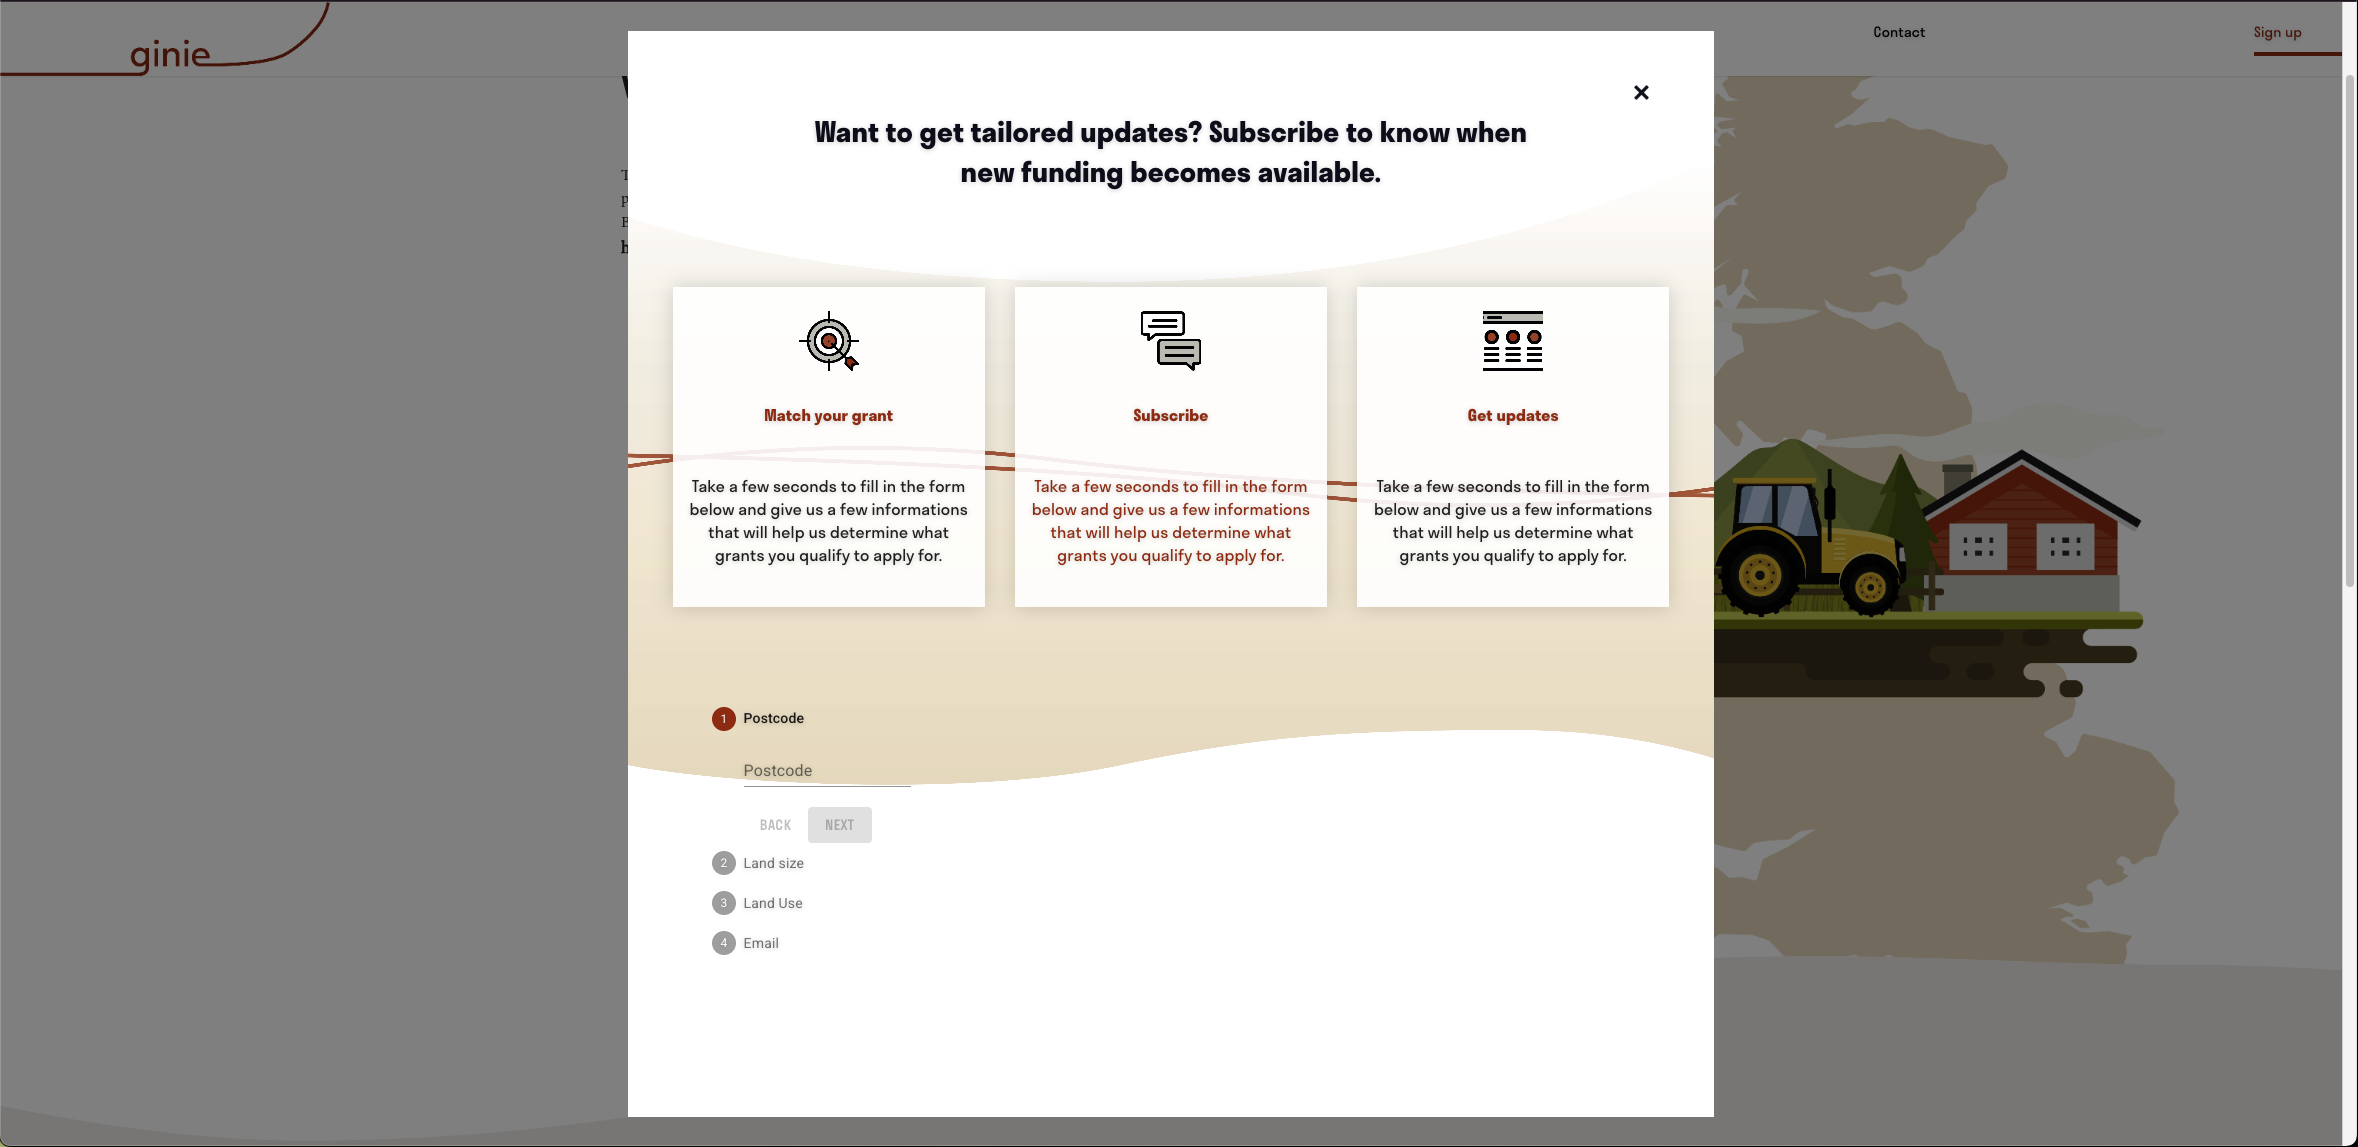 ginie
Contact
Sign up
Want to get tailored updates? Subscribe to know when
new funding becomes available.
Match your grant
Take a few seconds to fill in the form
below and give us a few informations
that will help us determine what
grants you qualify to apply for.
Subscribe
Take a few seconds to fill in the form
below and give us a few informations
that will help us determine what
grants you qualify to apply for.
Get updates
Take a few seconds to fill in the form
below and give us a few informations
that will help us determine what
grants you qualify to apply for.
1 Postcode
Postcode
BACK NEXT
2 Land size
3 Land Use
4 Email